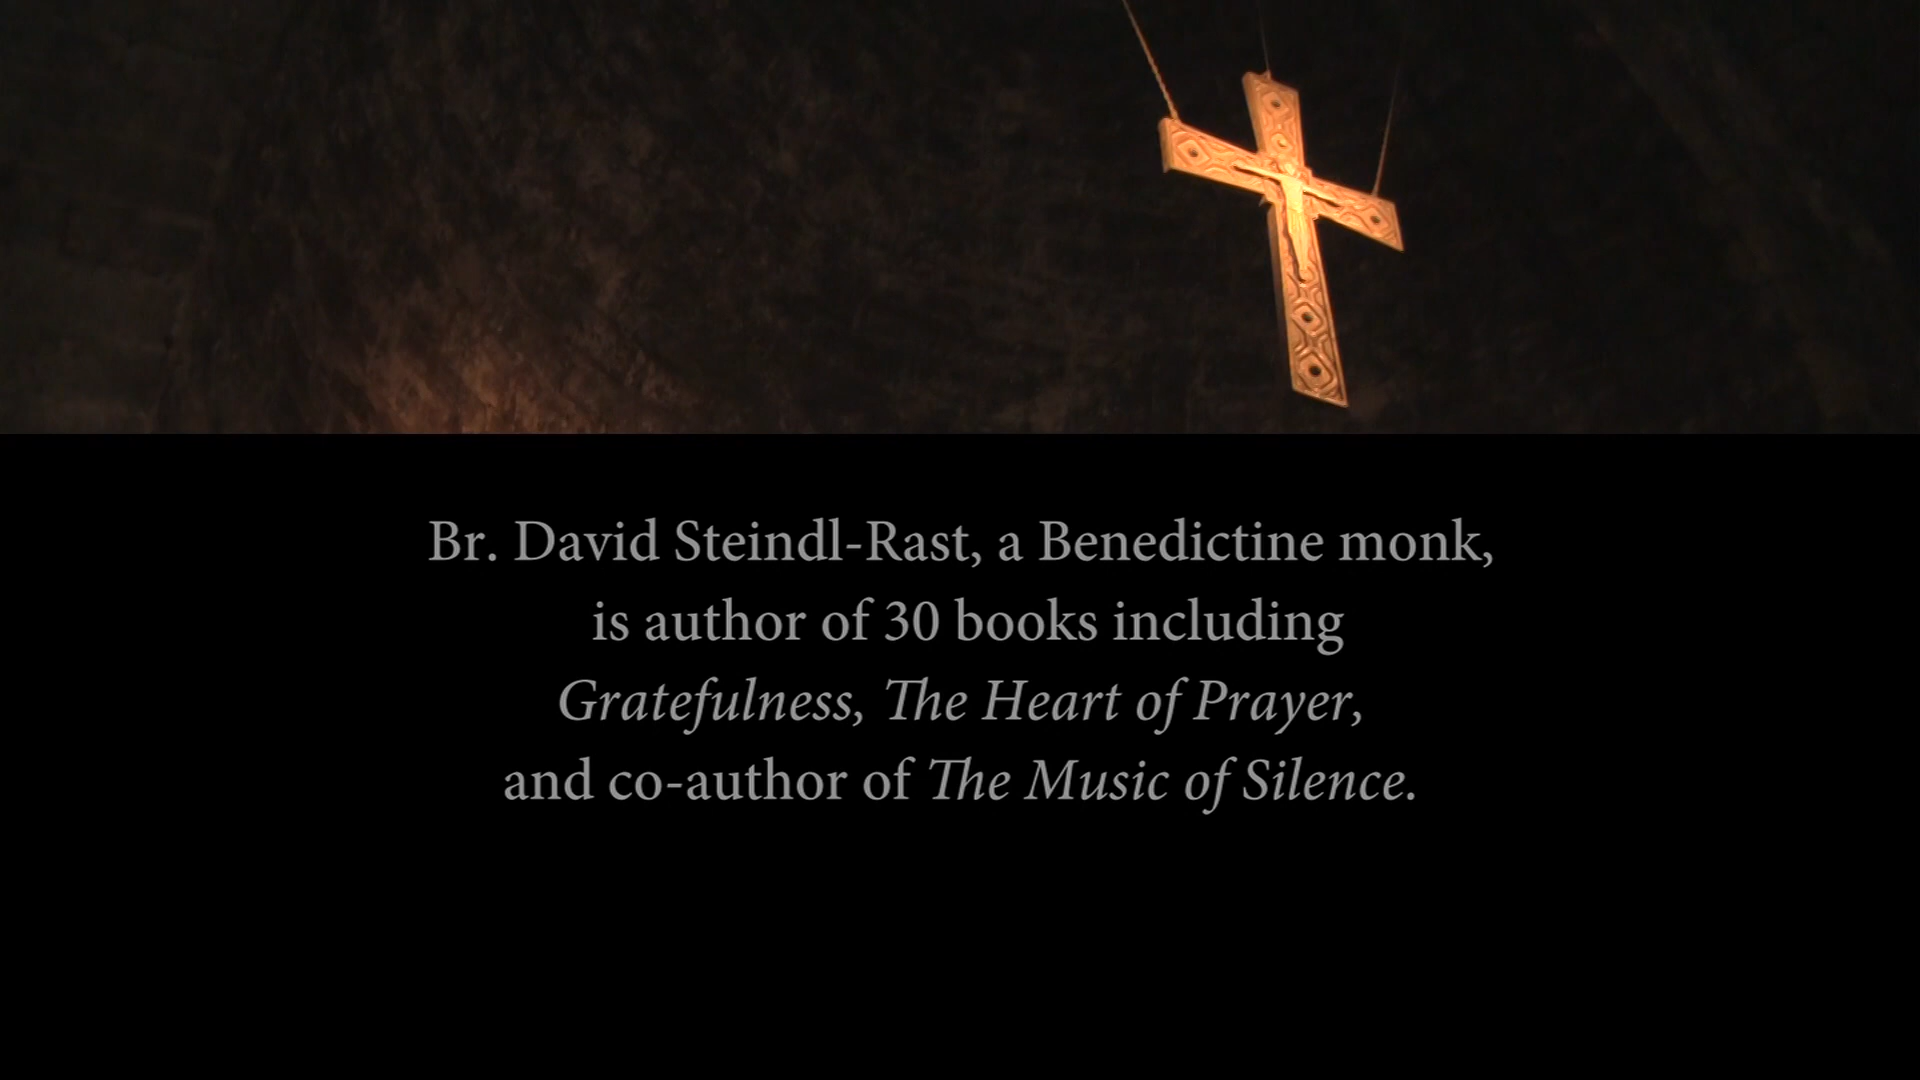 Br. David Steindl-Rast, a Benedictine monk,
is author of 30 books including
Gratefulness, The Heart of Prayer,
and co-author of The Music of Silence.